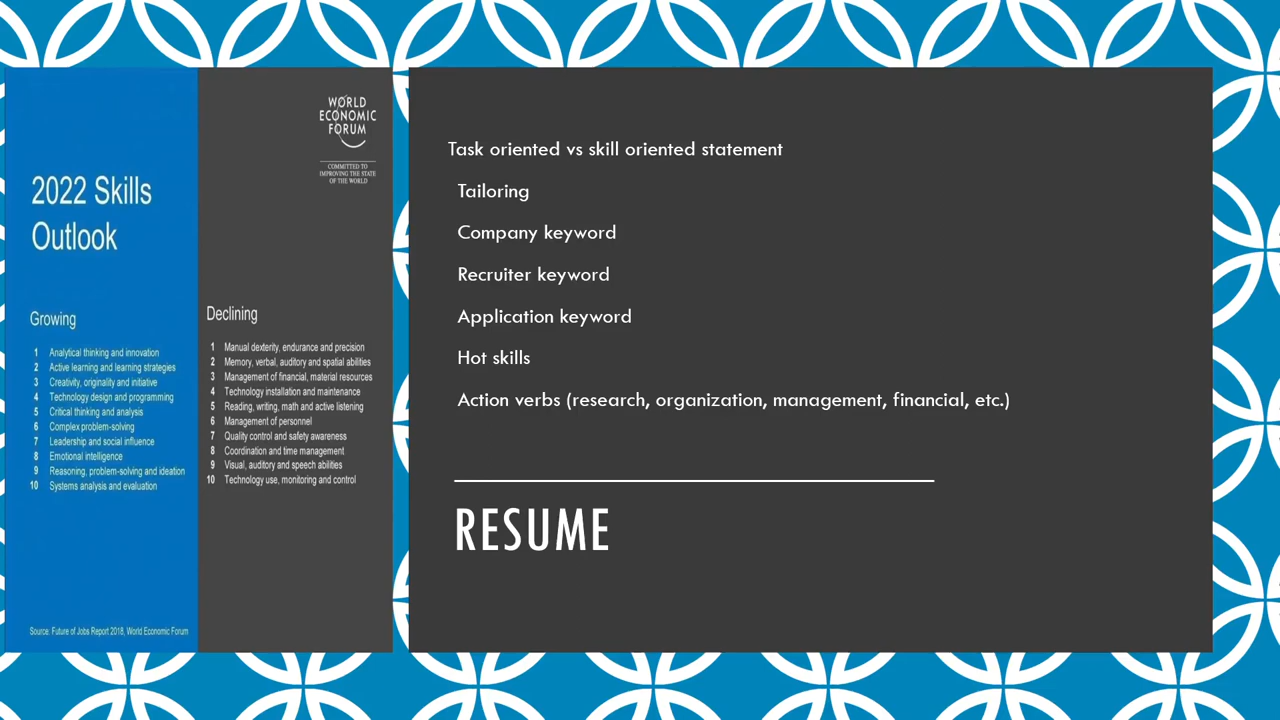 WORLD
ECONOMIC
FORUM
COMMITTED TO
IMPROVING THE STATE
OF THE WORLD
2022 Skills
Outlook
Growing
1 Analytical thinking and innovation
2 Active learning and learning strategies
3 Creativity, originality and initiative
4 Technology design and programming
5 Critical thinking and analysis
6 Complex problem-solving
7 Leadership and social influence
8 Emotional intelligence
9 Reasoning, problem-solving and ideation
10 Systems analysis and evaluation
Declining
1 Manual dexterity, endurance and precision
2 Memory, verbal, auditory and spatial abilities
3 Management of financial, material resources
4 Technology installation and maintenance
5 Reading, writing, math and active listening
6 Management of personnel
7 Quality control and safety awareness
8 Coordination and time management
9 Visual, auditory and speech abilities
10 Technology use, monitoring and control
Source: Future of Jobs Report 2018, World Economic Forum
Task oriented vs skill oriented statement
Tailoring
Company keyword
Recruiter keyword
Application keyword
Hot skills
Action verbs (research, organization, management, financial, etc.)
RESUME